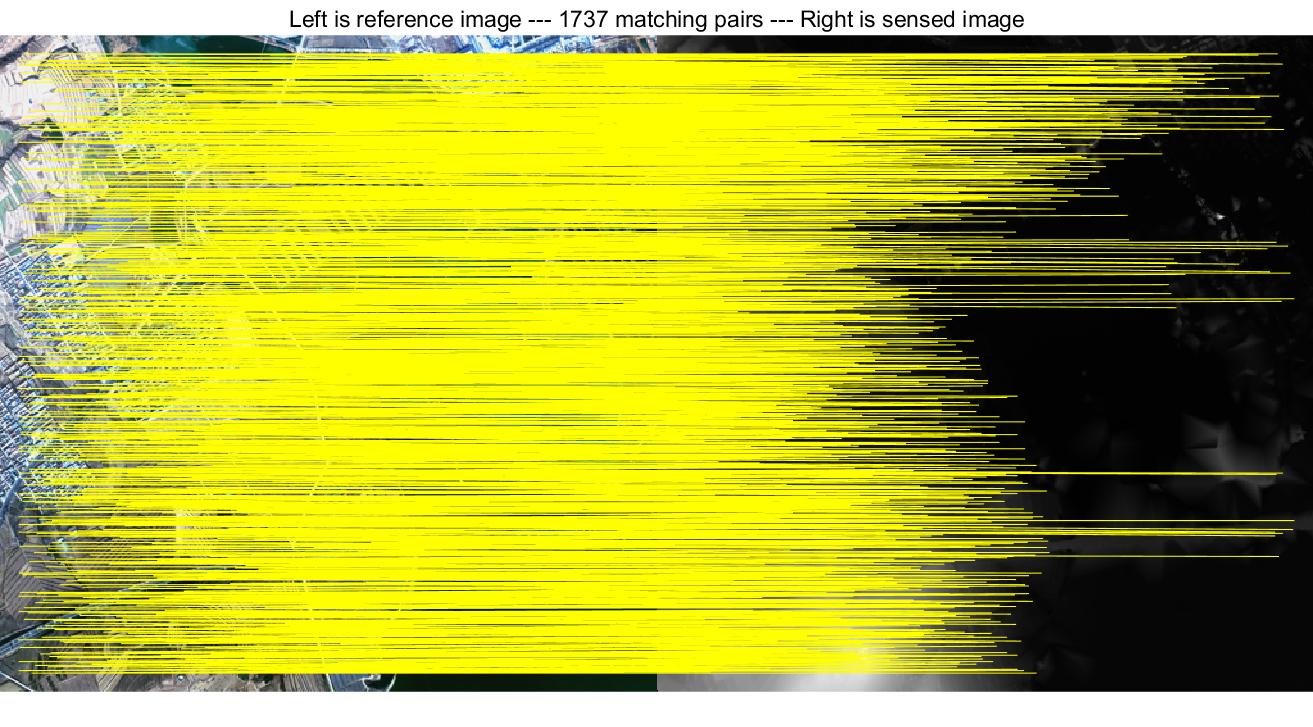 Left is reference image --- 1737 matching pairs --- Right is sensed image